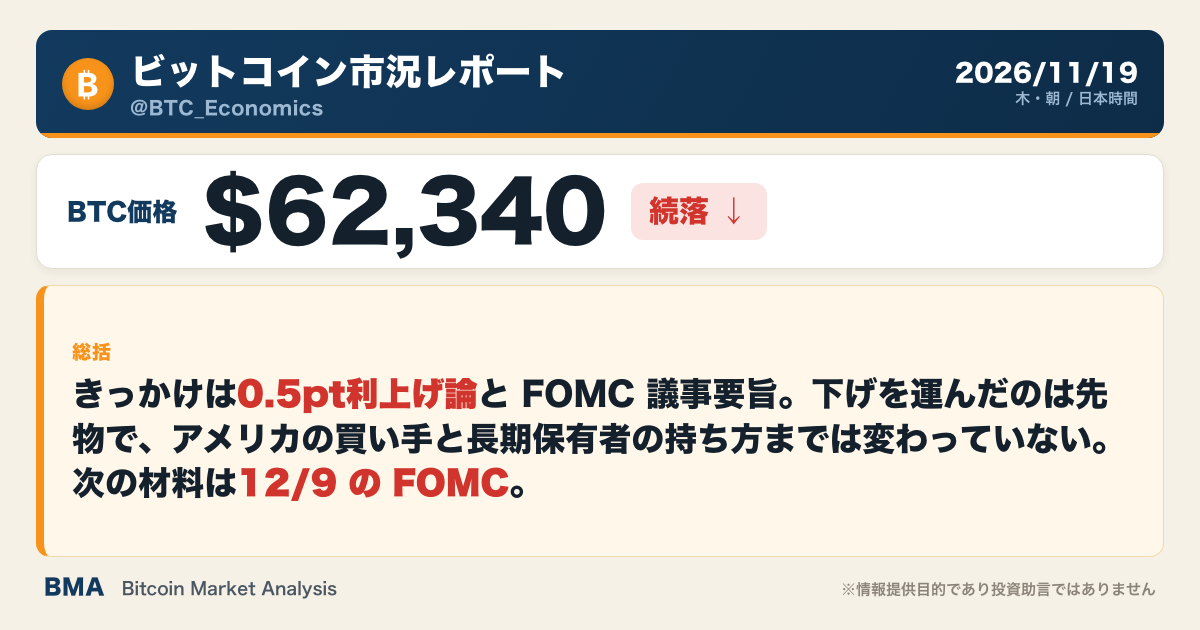 ビットコイン市況レポート
@BTC_Economics
2026/11/19
木・朝 / 日本時間
BTC価格 $62,340 続落 ↓
総括
きっかけは0.5pt利上げ論と FOMC 議事要旨。下げを運んだのは先
物で、アメリカの買い手と長期保有者の持ち方までは変わっていない。
次の材料は12/9 の FOMC。
BMA Bitcoin Market Analysis
※情報提供目的であり投資助言ではありません